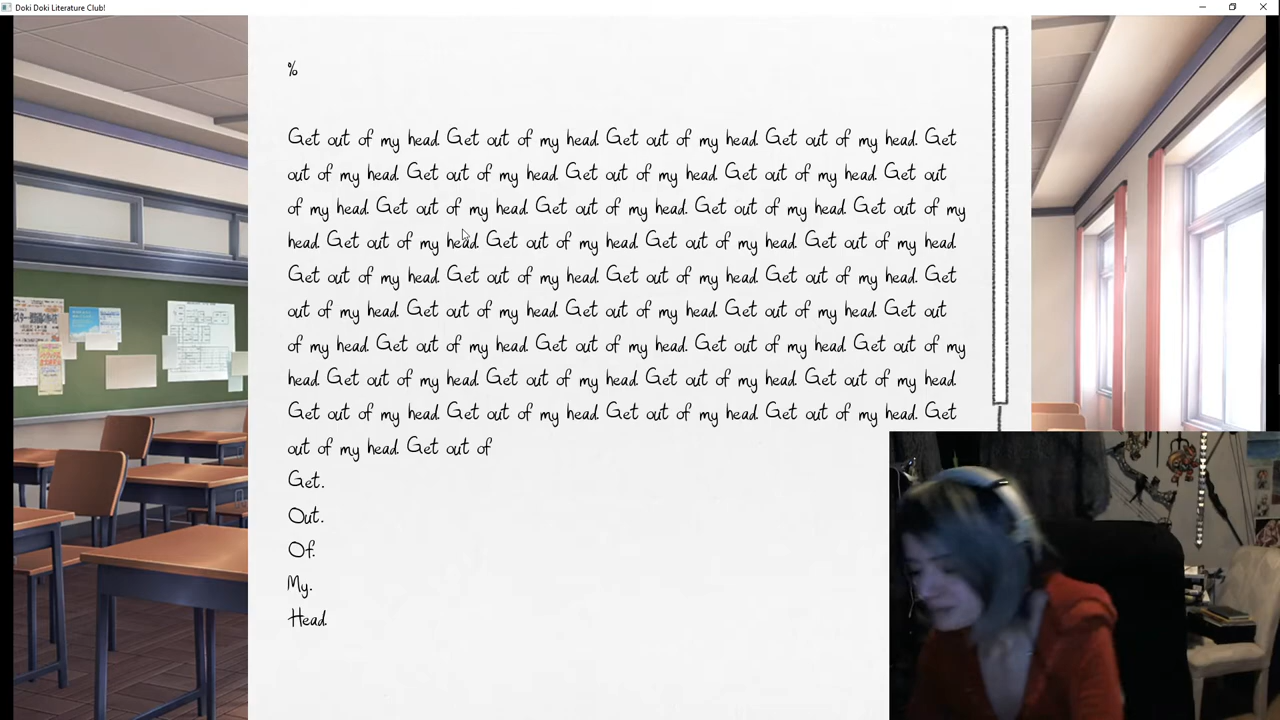 Doki Doki Literature Club!
%
Get out of my head. Get out of my head. Get out of my head. Get out of my head. Get
out of my head. Get out of my head. Get out of my head. Get out of my head. Get out
of my head. Get out of my head. Get out of my head. Get out of my head. Get out of my
head. Get out of my head. Get out of my head. Get out of my head. Get out of my head.
Get out of my head. Get out of my head. Get out of my head. Get out of my head. Get
out of my head. Get out of my head. Get out of my head. Get out of my head. Get out
of my head. Get out of my head. Get out of my head. Get out of my head. Get out of my
head. Get out of my head. Get out of my head. Get out of my head. Get out of my head.
Get out of my head. Get out of my head. Get out of my head. Get out of my head. Get
out of my head. Get out of
Get.
Out.
Of.
My.
Head.